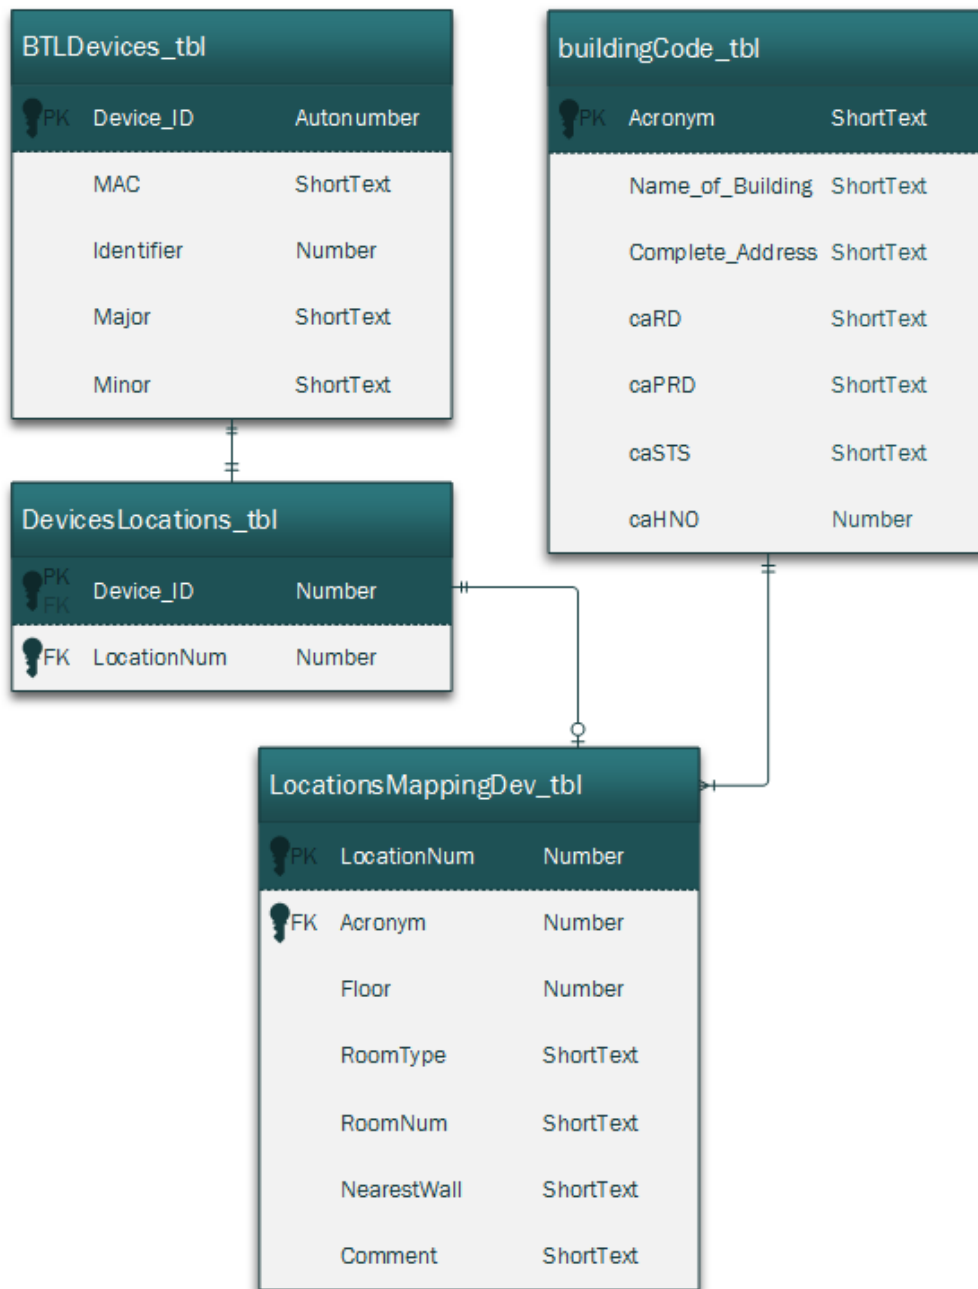 BTLDevices_tbl
PK Device_ID Autonumber
MAC ShortText
Identifier Number
Major ShortText
Minor ShortText
buildingCode_tbl
PK Acronym ShortText
Name_of_Building ShortText
Complete_Address ShortText
caRD ShortText
caPRD ShortText
caSTS ShortText
caHNO Number
DevicesLocations_tbl
PK
FK Device_ID Number
FK LocationNum Number
LocationsMappingDev_tbl
PK LocationNum Number
FK Acronym Number
Floor Number
RoomType ShortText
RoomNum ShortText
NearestWall ShortText
Comment ShortText